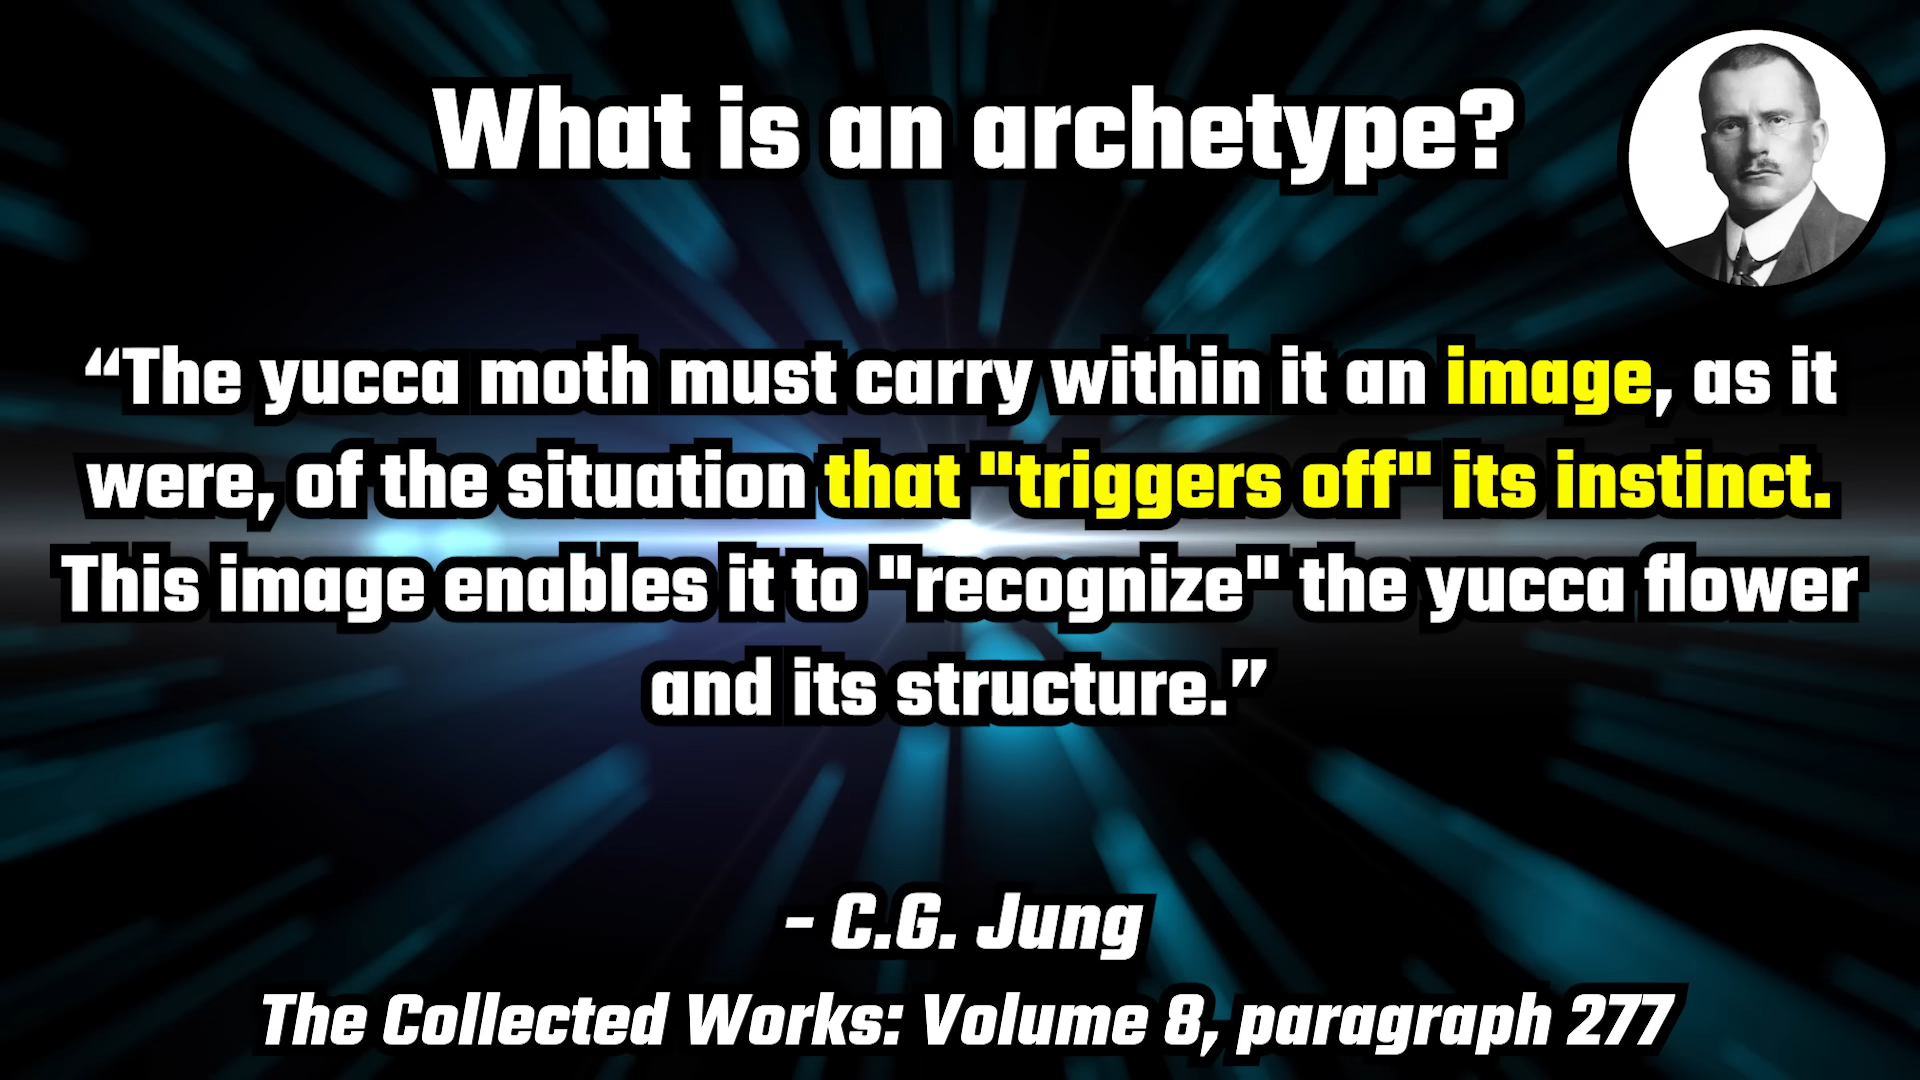 What is an archetype?
“The yucca moth must carry within it an image, as it
were, of the situation that "triggers off" its instinct.
This image enables it to "recognize" the yucca flower
and its structure.”
- C.G. Jung
The Collected Works: Volume 8, paragraph 277